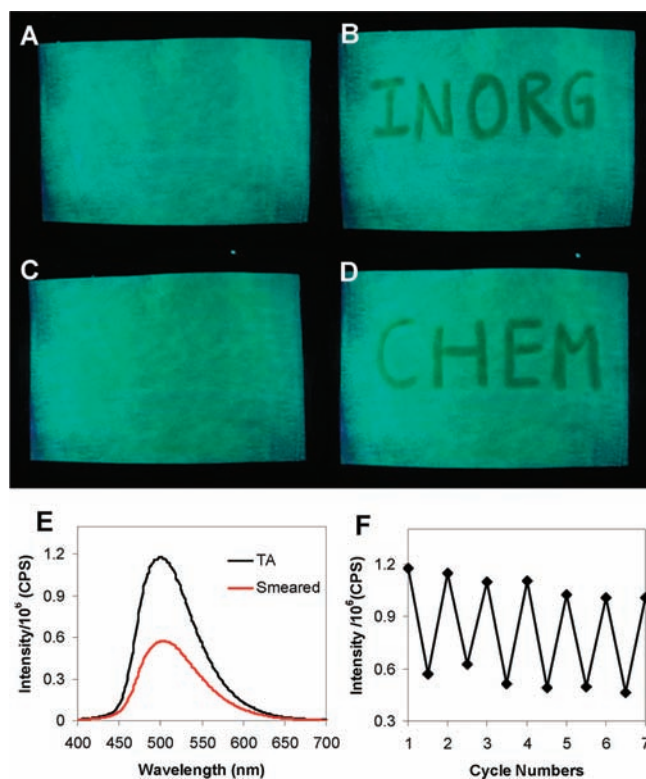 A
B
INORG
C
D
CHEM
E
Intensity/10⁶ (CPS)
1.2
0.9
0.6
0.3
0
TA
Smeared
400 450 500 550 600 650 700
Wavelength (nm)
F
Intensity /10⁶(CPS)
1.2
0.9
0.6
0.3
1 2 3 4 5 6 7
Cycle Numbers